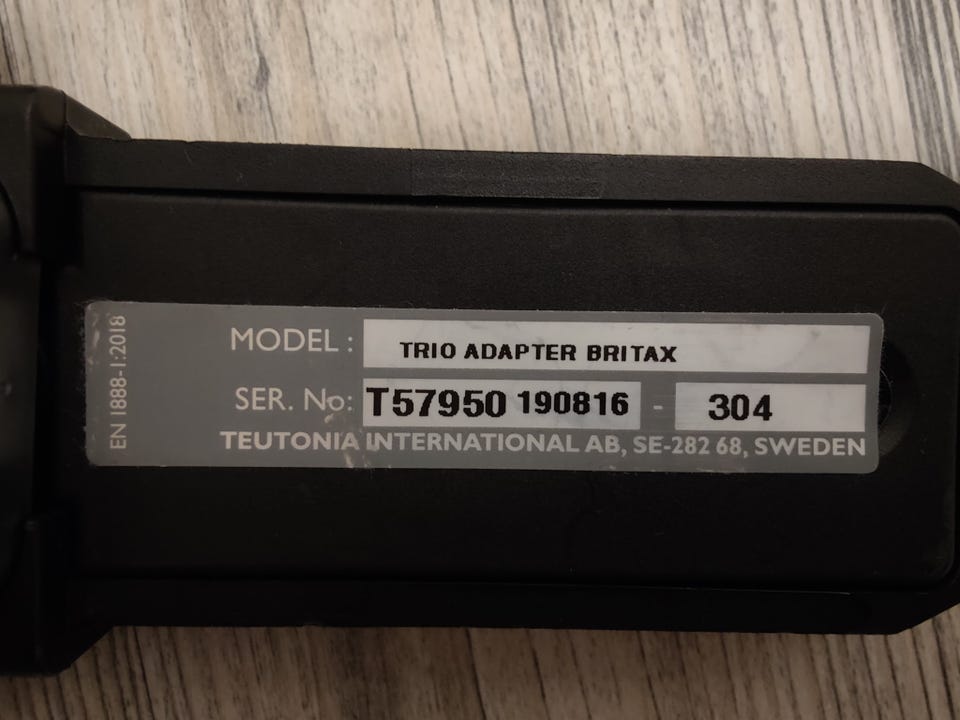 MODEL : TRIO ADAPTER BRITAX
SER. No: T57950 190816 - 304
TEUTONIA INTERNATIONAL AB, SE-282 68, SWEDEN
EN 1888-1:2018